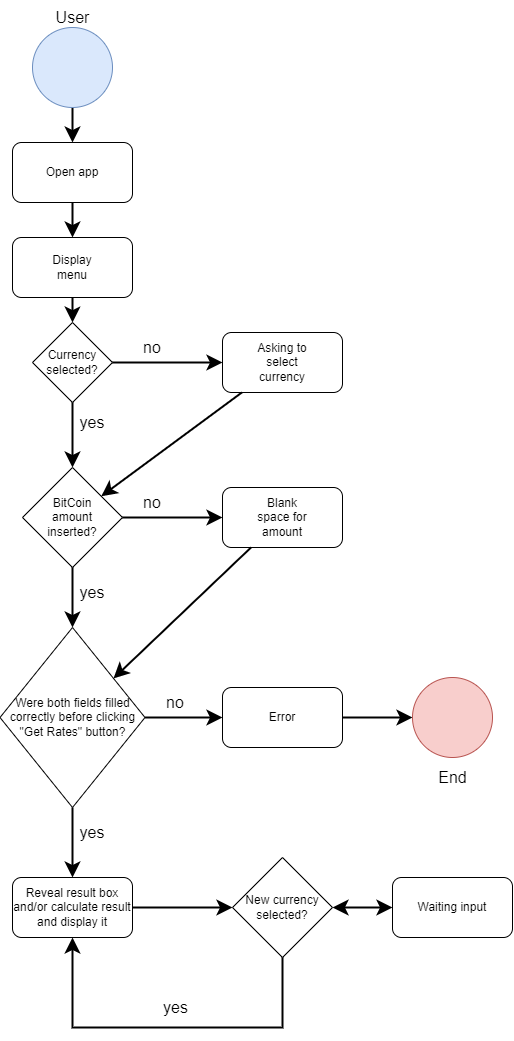 User
Open app
Display
menu
Currency
selected?
no
Asking to
select
currency
yes
BitCoin
amount
inserted?
no
Blank
space for
amount
yes
Were both fields filled
correctly before clicking
"Get Rates" button?
no
Error
End
yes
Reveal result box
and/or calculate result
and display it
New currency
selected?
Waiting input
yes